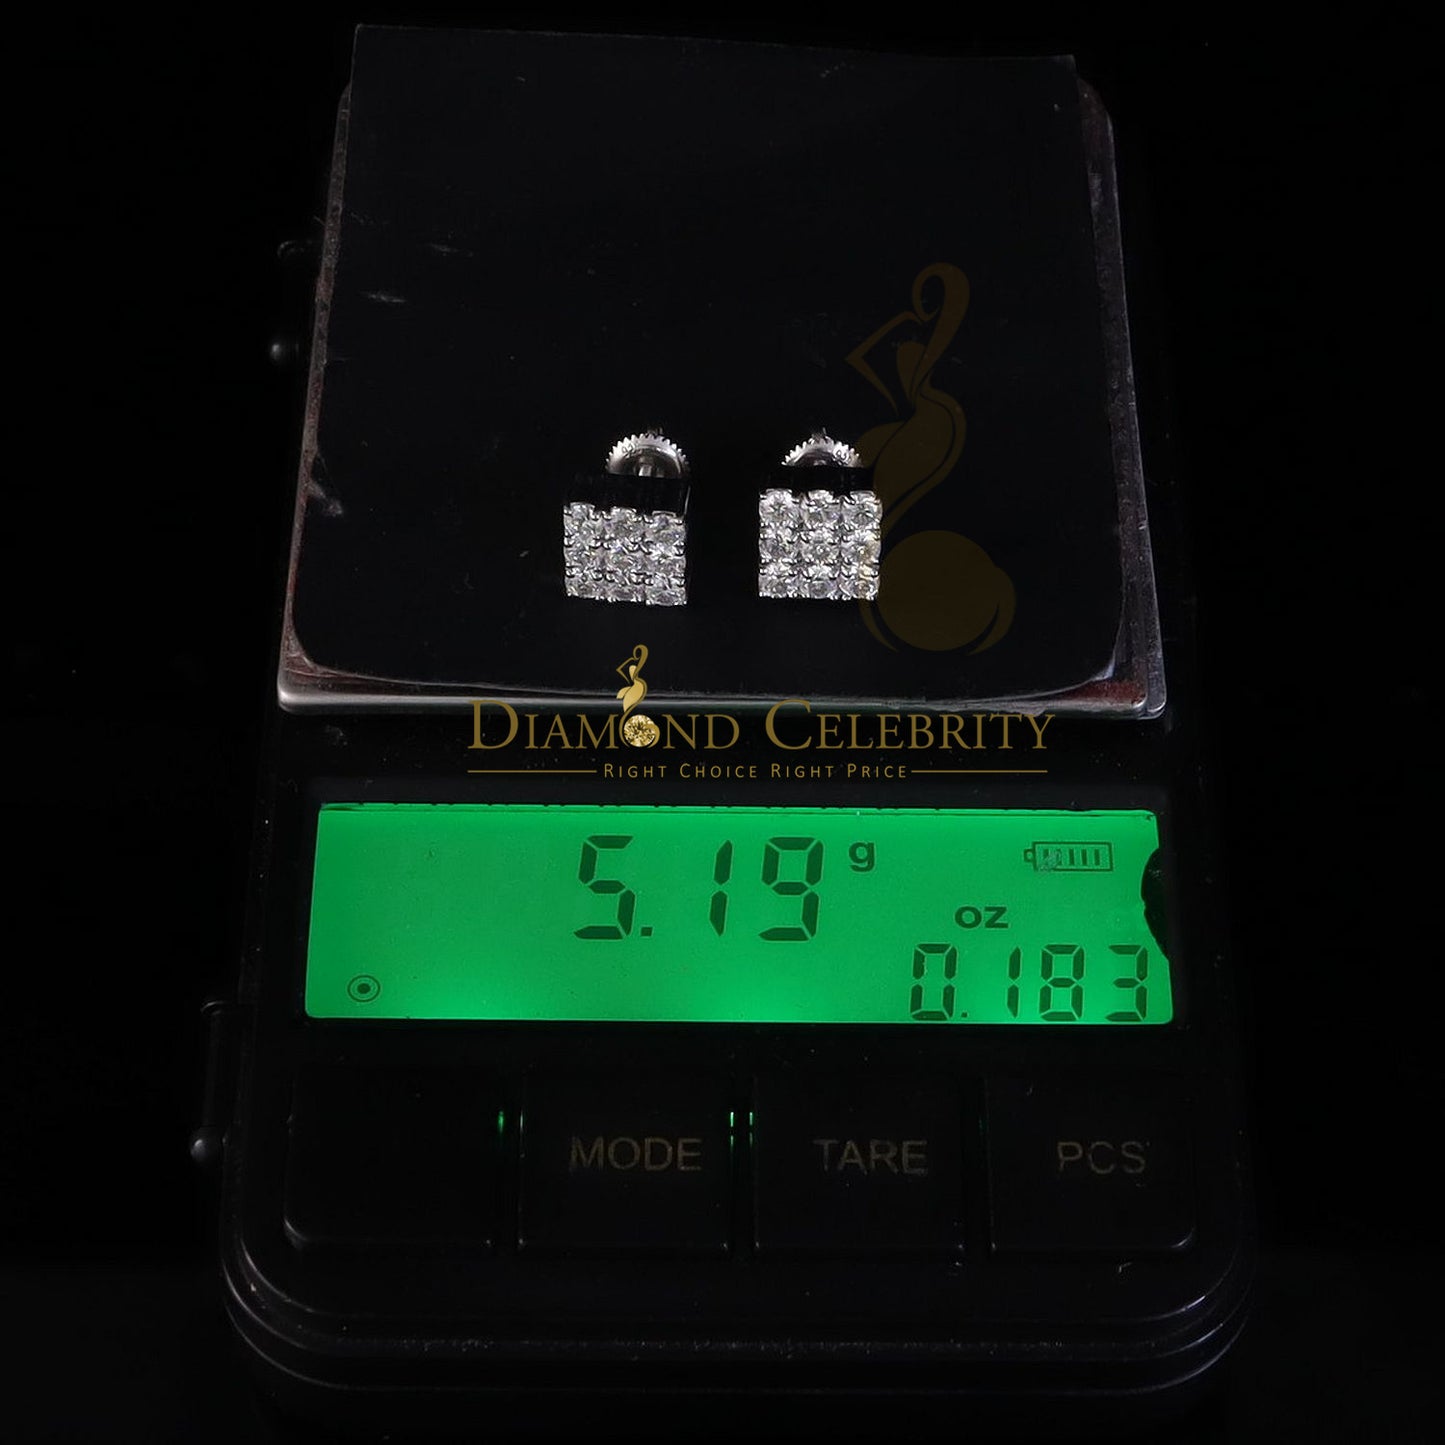 DIAMOND CELEBRITY
RIGHT CHOICE RIGHT PRICE
5.19 g
oz
0.183
MODE TARE PCS